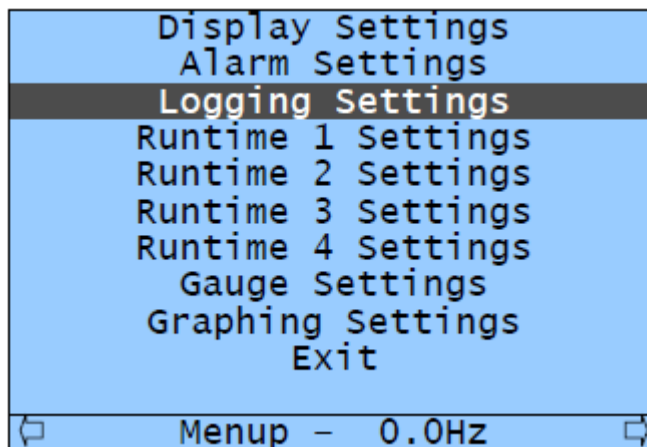 Display Settings
Alarm Settings
Logging Settings
Runtime 1 Settings
Runtime 2 Settings
Runtime 3 Settings
Runtime 4 Settings
Gauge Settings
Graphing Settings
Exit
Menup – 0.0Hz